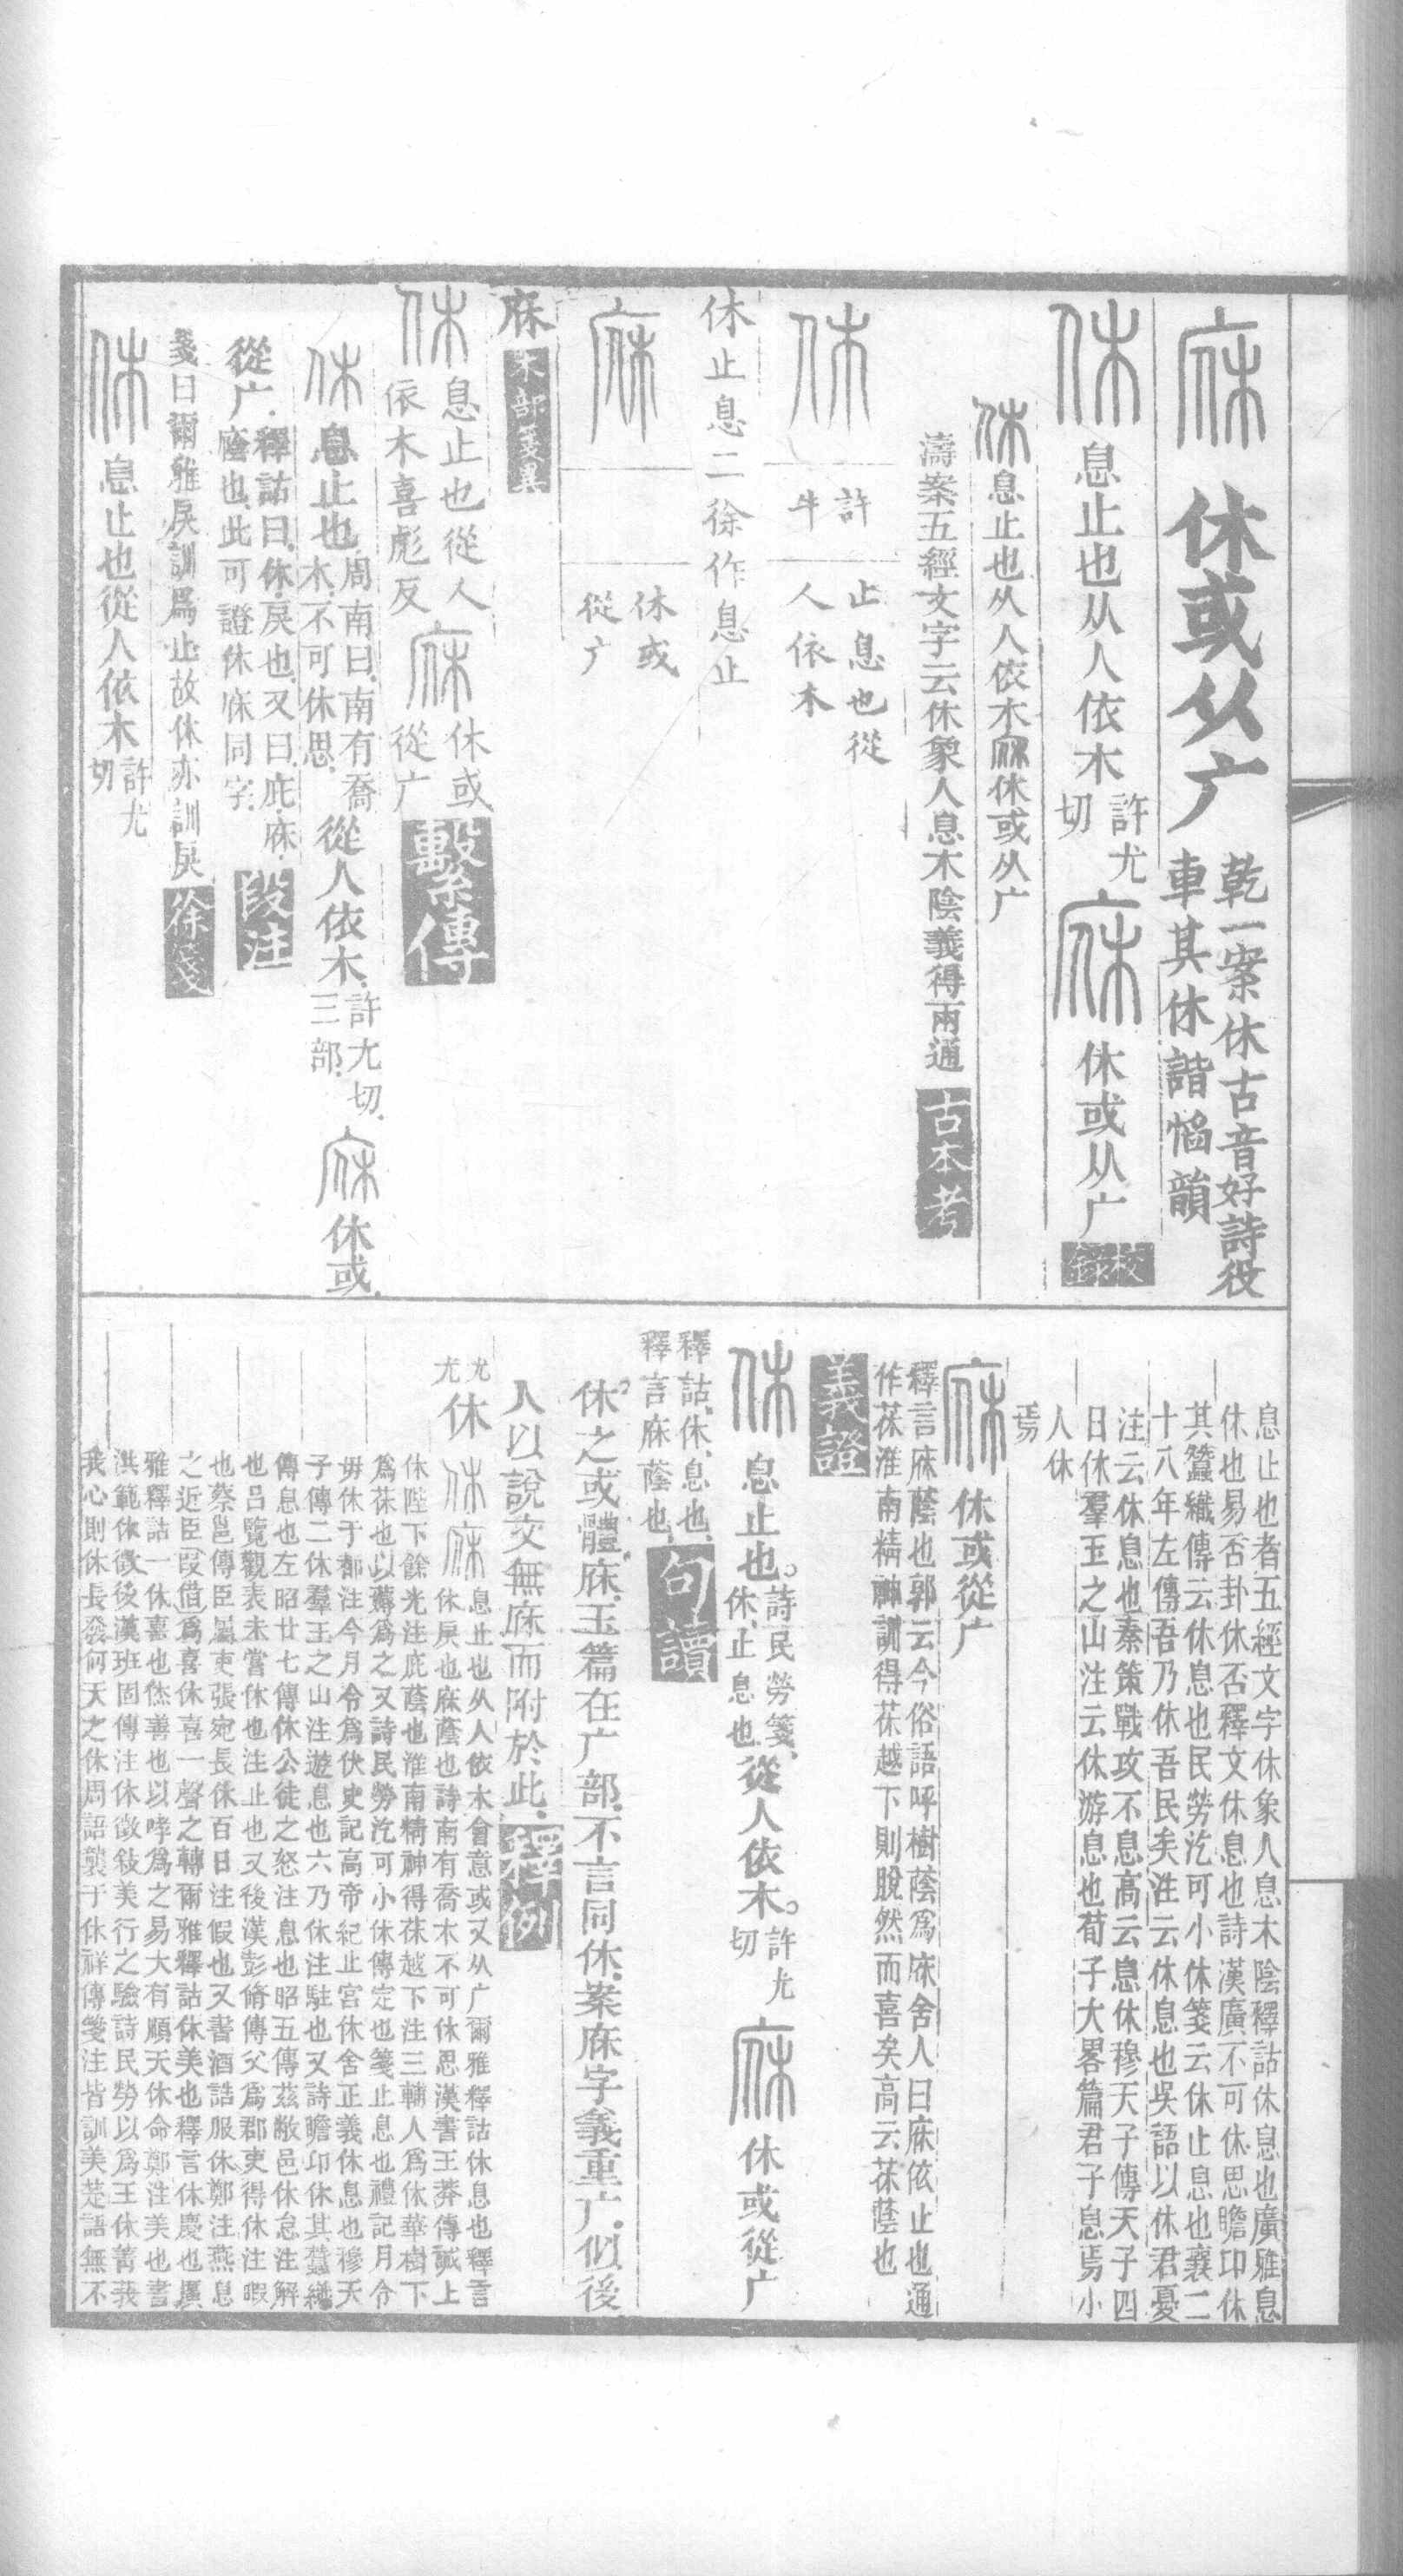 庥 休或从广 乾一案休古音好詩役
車其休諧慆韻
休 息止也从人依木 許尤切 庥 休或从广 校錄
休息止也从人依木庥休或从广
濤案五經文字云休象人息木陰義得兩通 古本考
休 許牛 止息也從人依木
休止息二徐作息止
庥 休或從广
庥 木部箋異
休 息止也從人依木喜彪反 庥 休或從广 繫傳
休 息止也 周南曰南有喬木不可休思 從人依木 許尤切三部 庥 休或
從广 釋詁曰休戾也又曰庇庥廕也此可證休庥同字 段注
箋曰爾雅戾訓爲止故休亦訓戾 徐箋
休 息止也從人依木 許尤切
息止也者五經文字休象人息木陰釋詁休息也廣雅息
休也易否卦休否釋文休息也詩漢廣不可休思瞻卬休
其蠶織傳云休息也民勞汔可小休箋云休止息也襄二
十八年左傳吾乃休吾民矣注云休息也吳語以休君憂
注云休息也秦策戰攻不息高云息休穆天子傳天子四
日休羣玉之山注云休游息也荀子大畧篇君子息焉小
人休
焉
庥 休或從广
釋言庥蔭也郭云今俗語呼樹蔭爲庥舍人曰庥依止也通
作茠淮南精神訓得茠越下則脫然而喜矣高云茠蔭也
義證
休 息止也。詩民勞箋、休、止息也 從人依木。許尤切 庥 休或從广
釋詁、休、息也、
釋言庥蔭也 句讀
休之或體庥、玉篇在广部、不言同休、案庥字義重广、似後
人以說文無庥而附於此、釋例
尤尤 休 休庥 息止也从人依木會意或又从广爾雅釋詁休息也釋言
休戾也庥蔭也詩南有喬木不可休思漢書王莽傳誠上
休陛下餘光注庇蔭也淮南精神得茠越下注三輔人爲休華樹下
爲茠也以薅爲之又詩民勞汔可小休傳定也箋止息也禮記月令
毋休于都注今月令爲伏史記高帝紀止宮休舍正義休息也穆天
子傳二休羣玉之山注遊息也六乃休注駐也又詩瞻卬休其蠶織
傳息也左昭廿七傳休公徒之怒注息也昭五傳茲敝邑休怠注解
也呂覽觀表未嘗休也注止也又後漢彭脩傳父爲郡吏得休注暇
也蔡邕傳臣屬吏張宛長休百日注假也又書酒誥服休鄭注燕息
之近臣假借爲喜休喜一聲之轉爾雅釋詁休美也釋言休慶也廣
雅釋詁一休喜也烋善也以哮爲之易大有順天休命鄭注美也書
洪範休徵後漢班固傳注休徵敍美行之驗詩民勞以爲王休菁莪
我心則休長發何天之休周語襲于休祥傳箋注皆訓美楚語無不